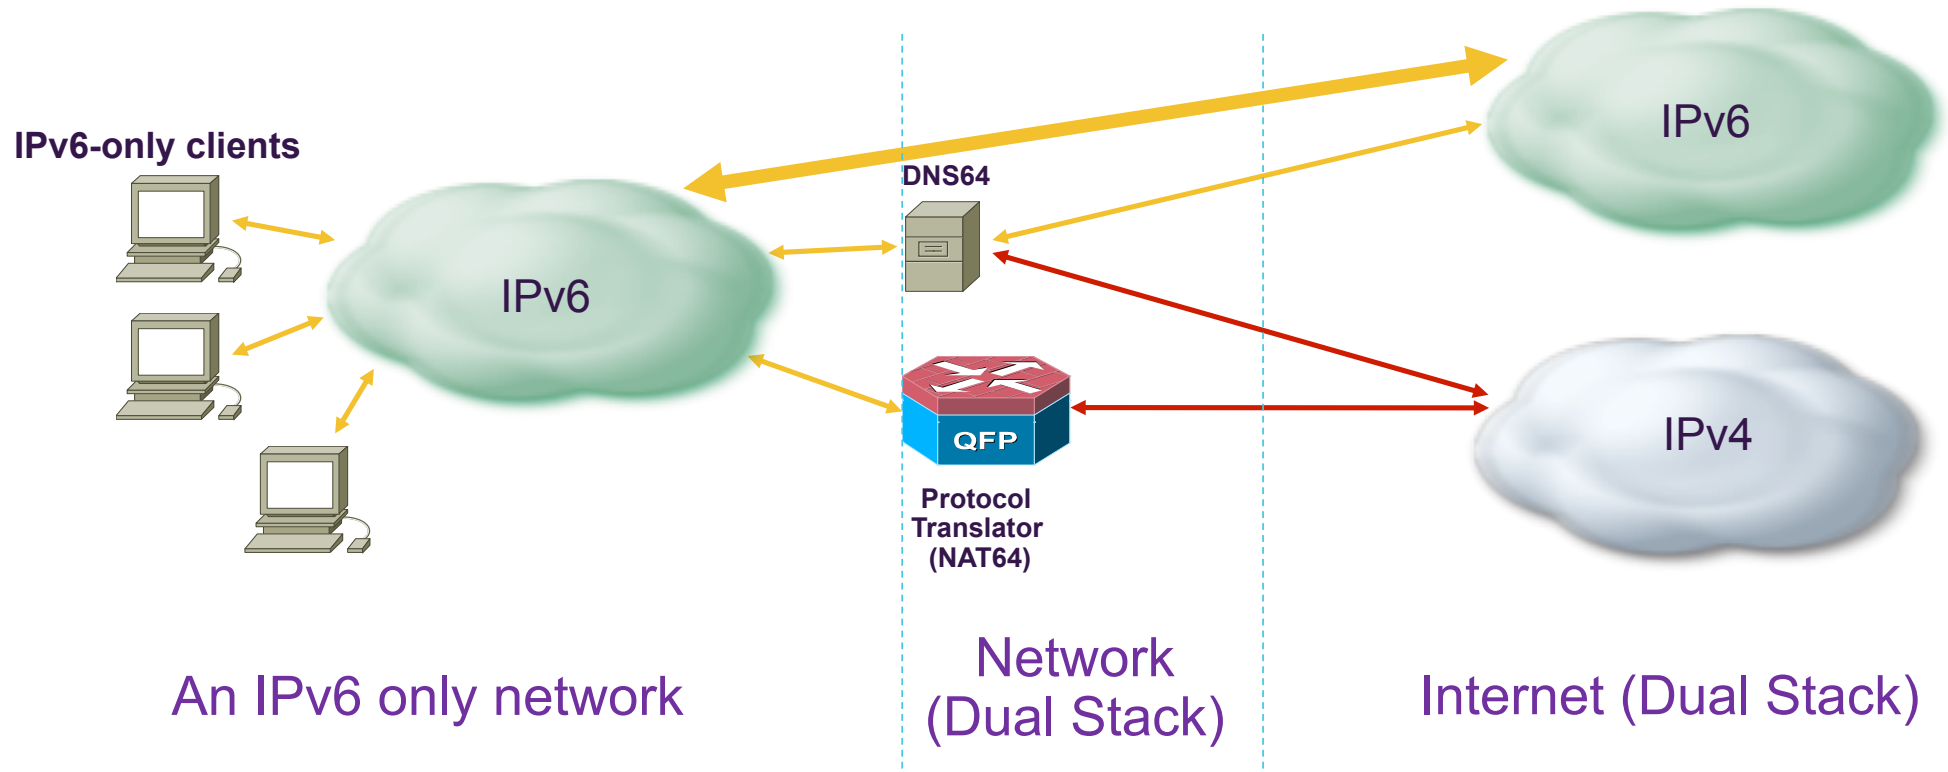 IPv6-only clients
IPv6
DNS64
IPv6
QFP
IPv4
Protocol
Translator
(NAT64)
An IPv6 only network
Network
(Dual Stack)
Internet (Dual Stack)